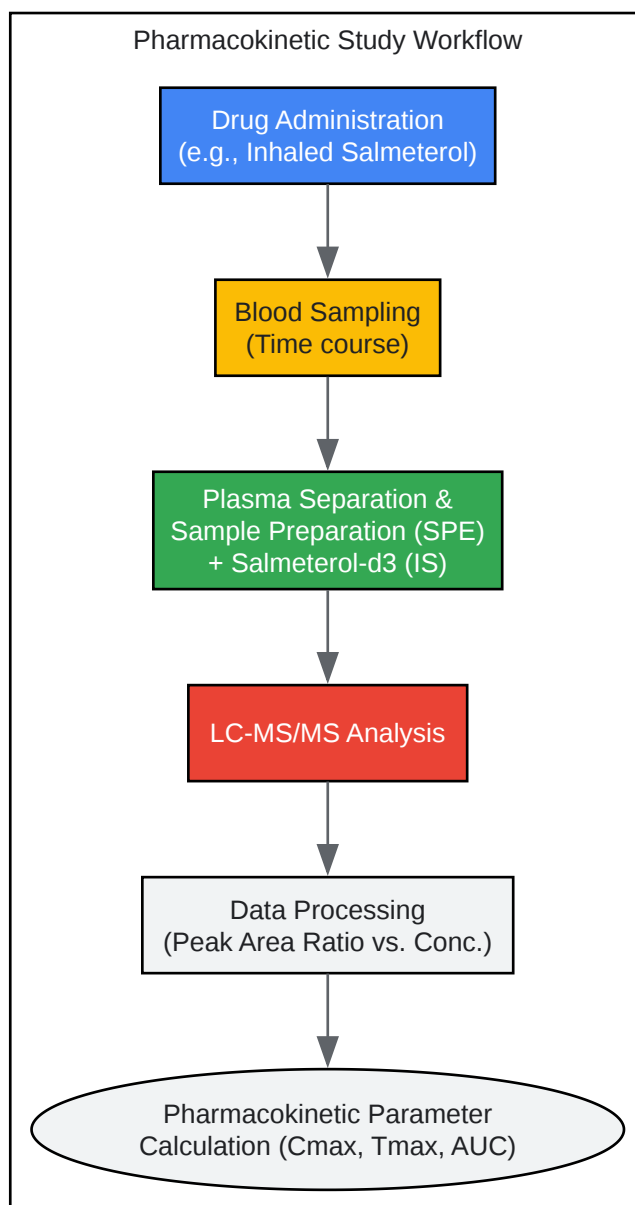 Pharmacokinetic Study Workflow
Drug Administration
(e.g., Inhaled Salmeterol)
Blood Sampling
(Time course)
Plasma Separation &
Sample Preparation (SPE)
+ Salmeterol-d3 (IS)
LC-MS/MS Analysis
Data Processing
(Peak Area Ratio vs. Conc.)
Pharmacokinetic Parameter
Calculation (Cmax, Tmax, AUC)